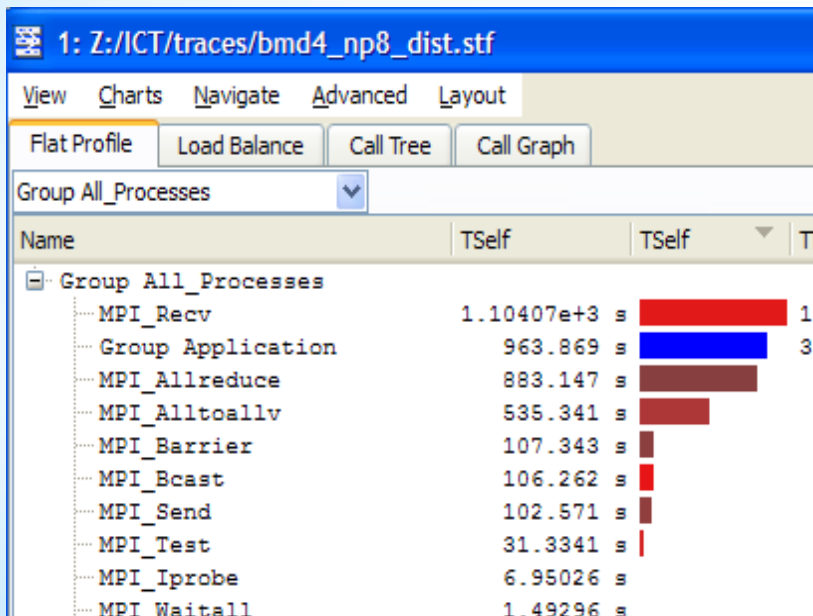 1: Z:/ICT/traces/bmd4_np8_dist.stf
View Charts Navigate Advanced Layout
Flat Profile Load Balance Call Tree Call Graph
Group All_Processes
Name TSelf TSelf
Group All_Processes
MPI_Recv 1.10407e+3 s 1
Group Application 963.869 s 3
MPI_Allreduce 883.147 s
MPI_Alltoallv 535.341 s
MPI_Barrier 107.343 s
MPI_Bcast 106.262 s
MPI_Send 102.571 s
MPI_Test 31.3341 s
MPI_Iprobe 6.95026 s
MPI_Waitall 1.49296 s